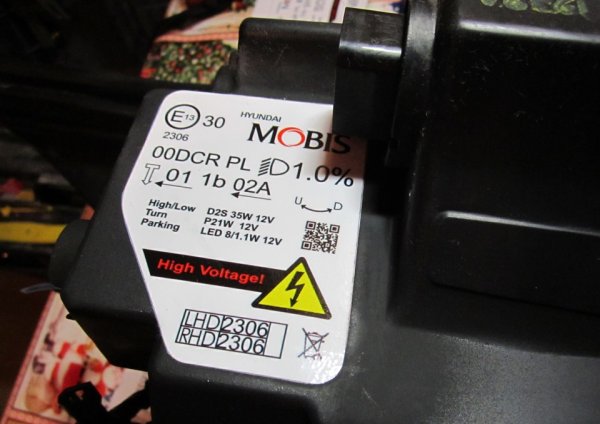 E13 30
2306
HYUNDAI
MOBIS
00DCR PL 1.0%
01 1b 02A
U D
High/Low D2S 35W 12V
Turn P21W 12V
Parking LED 8/1.1W 12V
High Voltage!
LHD2306
RHD2306